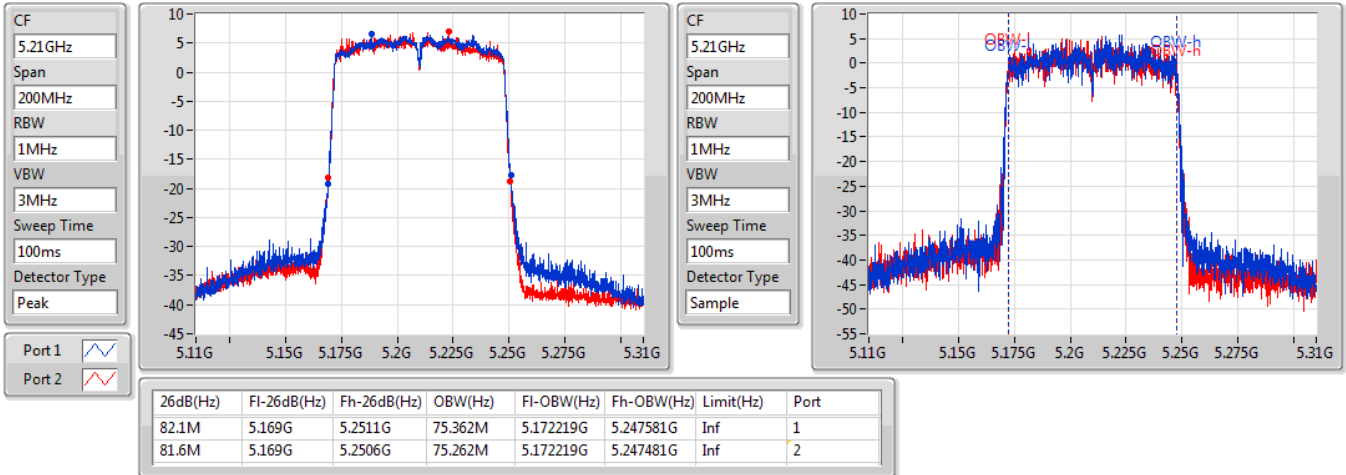 CF
5.21GHz
Span
200MHz
RBW
1MHz
VBW
3MHz
Sweep Time
100ms
Detector Type
Peak
Port 1
Port 2
10
5
0
-5
-10
-15
-20
-25
-30
-35
-40
-45
5.11G 5.15G 5.175G 5.2G 5.225G 5.25G 5.275G 5.31G
CF
5.21GHz
Span
200MHz
RBW
1MHz
VBW
3MHz
Sweep Time
100ms
Detector Type
Sample
10
5
0
-5
-10
-15
-20
-25
-30
-35
-40
-45
-50
-55
OBW-l
OBW-l
OBW-h
OBW-h
5.11G 5.15G 5.175G 5.2G 5.225G 5.25G 5.275G 5.31G
26dB(Hz) Fl-26dB(Hz) Fh-26dB(Hz) OBW(Hz) Fl-OBW(Hz) Fh-OBW(Hz) Limit(Hz) Port
82.1M 5.169G 5.2511G 75.362M 5.172219G 5.247581G Inf 1
81.6M 5.169G 5.2506G 75.262M 5.172219G 5.247481G Inf 2